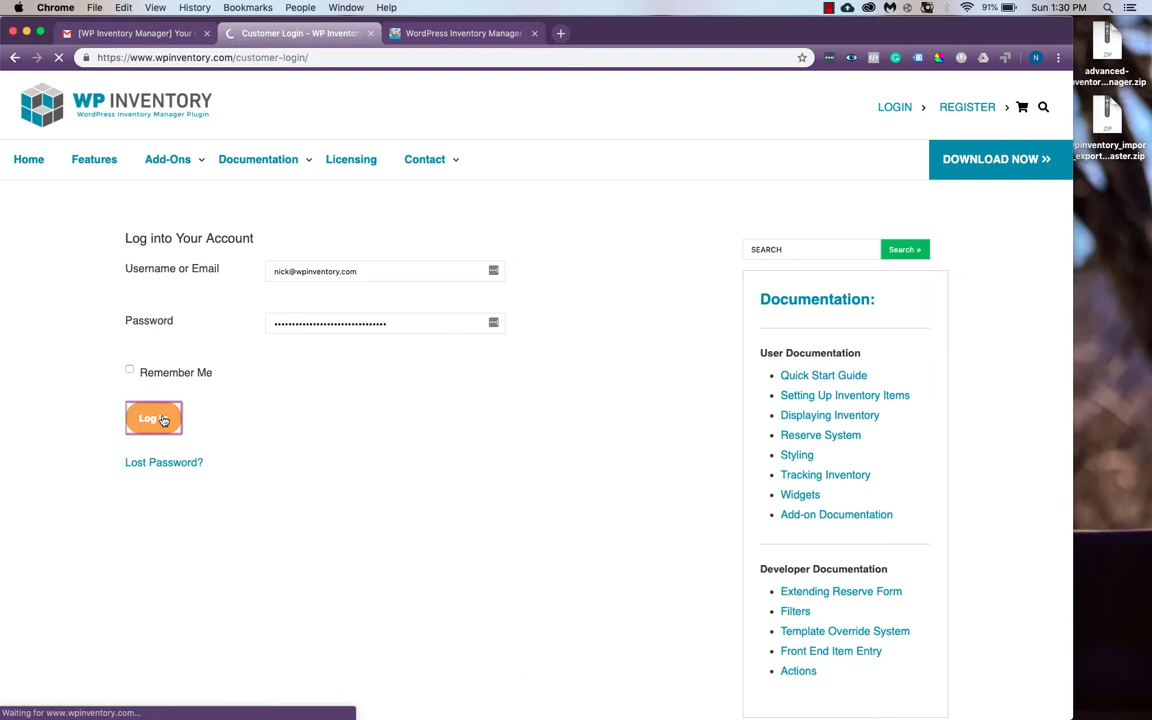 Chrome File Edit View History Bookmarks People Window Help 91% Sun 1:30 PM
[WP Inventory Manager] Your Customer Login – WP Inventor WordPress Inventory Manager
https://www.wpinventory.com/customer-login/ N
ZIP
advanced-
ventor...nager.zip
ZIP
pinventory_impor
_export...aster.zip
WP INVENTORY
WordPress Inventory Manager Plugin
LOGIN REGISTER
Home Features Add-Ons Documentation Licensing Contact DOWNLOAD NOW »
Log into Your Account
Username or Email nick@wpinventory.com
Password ••••••••••••••••••••••••••••••••
Remember Me
Log
Lost Password?
SEARCH Search »
Documentation:
User Documentation
• Quick Start Guide
• Setting Up Inventory Items
• Displaying Inventory
• Reserve System
• Styling
• Tracking Inventory
• Widgets
• Add-on Documentation
Developer Documentation
• Extending Reserve Form
• Filters
• Template Override System
• Front End Item Entry
• Actions
Waiting for www.wpinventory.com...